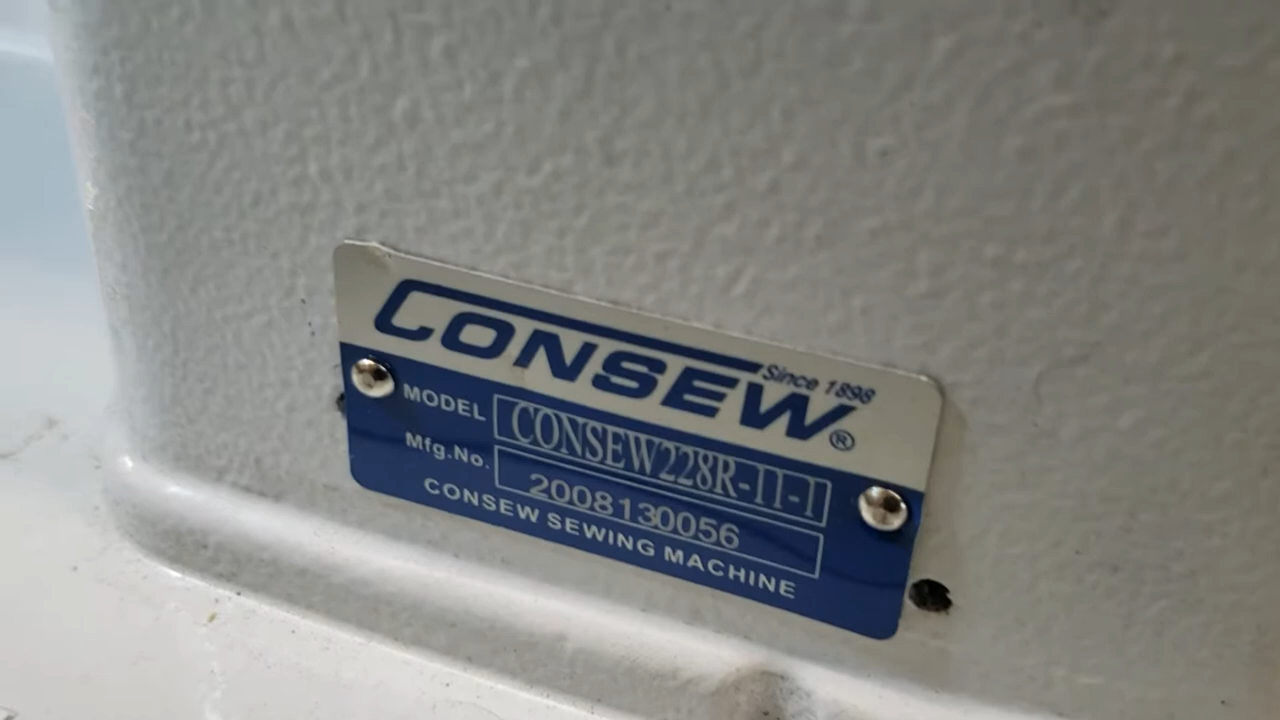 CONSEW®
Since 1898
MODEL CONSEW228R-11-1
Mfg.No. 2008130056
CONSEW SEWING MACHINE